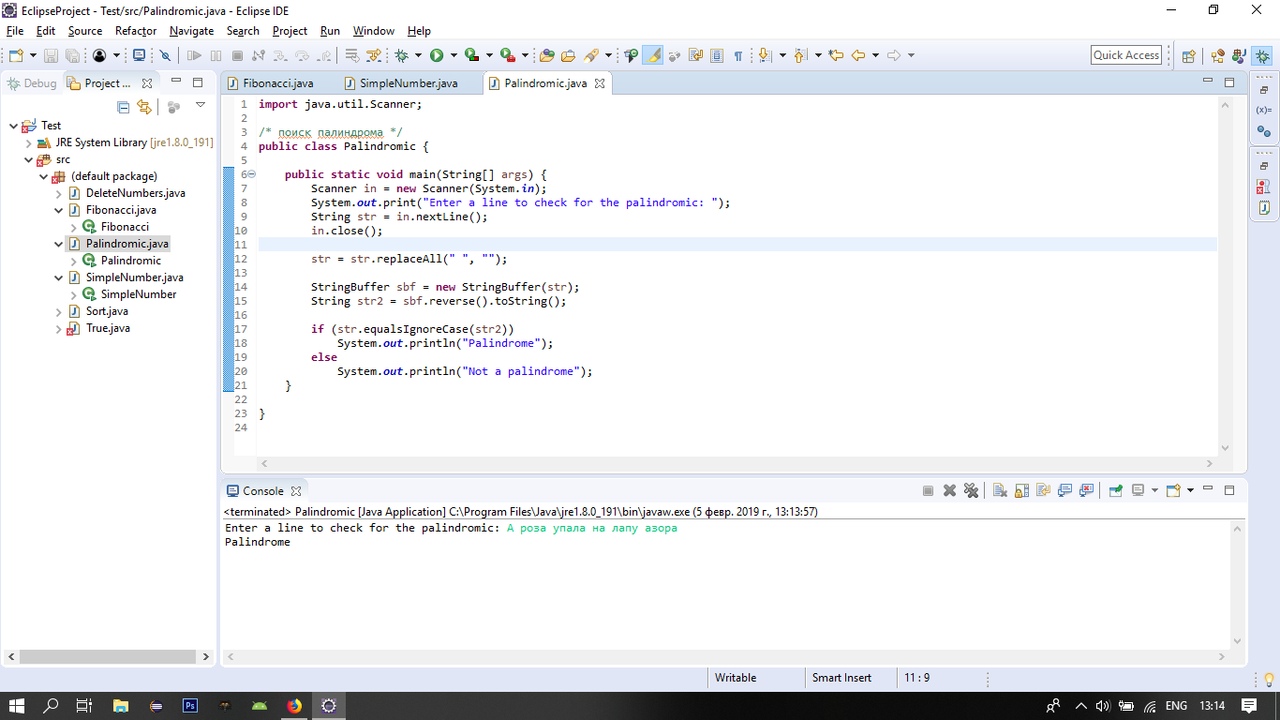 EclipseProject - Test/src/Palindromic.java - Eclipse IDE
File Edit Source Refactor Navigate Search Project Run Window Help
Quick Access
Debug Project ...
Fibonacci.java SimpleNumber.java Palindromic.java
Test
JRE System Library [jre1.8.0_191]
src
(default package)
DeleteNumbers.java
Fibonacci.java
Fibonacci
Palindromic.java
Palindromic
SimpleNumber.java
SimpleNumber
Sort.java
True.java
1 import java.util.Scanner;
2
3 /* поиск палиндрома */
4 public class Palindromic {
5
6 public static void main(String[] args) {
7 Scanner in = new Scanner(System.in);
8 System.out.print("Enter a line to check for the palindromic: ");
9 String str = in.nextLine();
10 in.close();
11
12 str = str.replaceAll(" ", "");
13
14 StringBuffer sbf = new StringBuffer(str);
15 String str2 = sbf.reverse().toString();
16
17 if (str.equalsIgnoreCase(str2))
18 System.out.println("Palindrome");
19 else
20 System.out.println("Not a palindrome");
21 }
22
23 }
24
Console
<terminated> Palindromic [Java Application] C:\Program Files\Java\jre1.8.0_191\bin\javaw.exe (5 февр. 2019 г., 13:13:57)
Enter a line to check for the palindromic: А роза упала на лапу азора
Palindrome
Writable Smart Insert 11 : 9
ENG 13:14